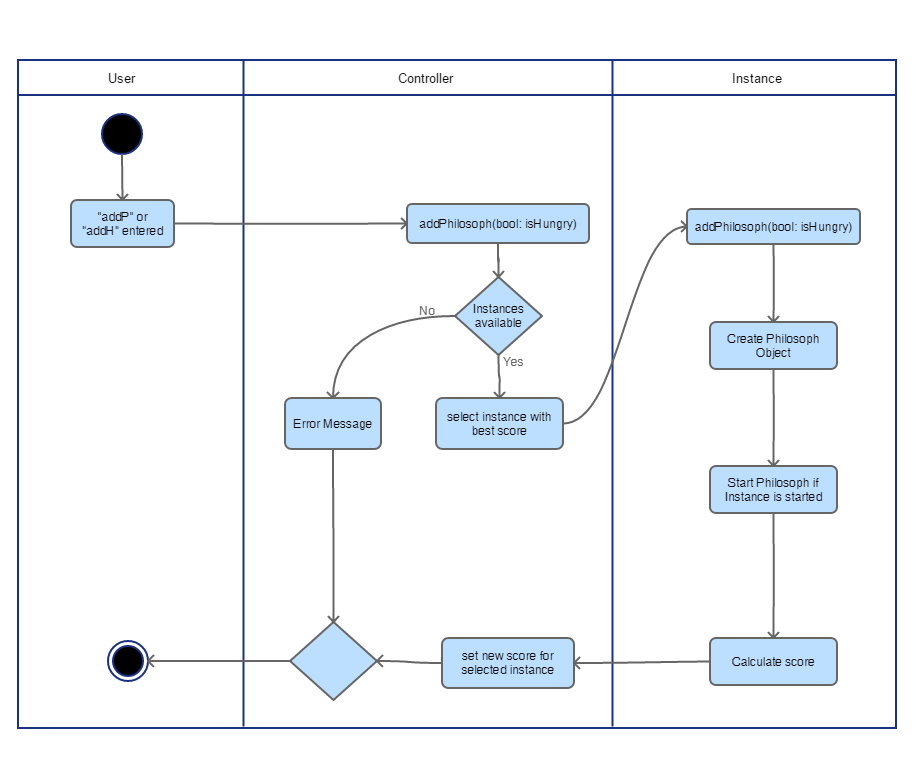 User
Controller
Instance
"addP" or
"addH" entered
addPhilosoph(bool: isHungry)
addPhilosoph(bool: isHungry)
Instances
available
No
Yes
Create Philosoph
Object
Error Message
select instance with
best score
Start Philosoph if
Instance is started
set new score for
selected instance
Calculate score